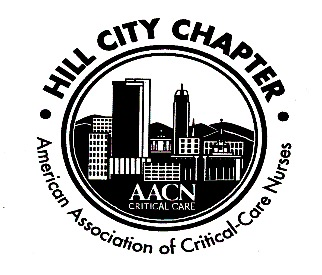 • HILL CITY CHAPTER •
AACN
CRITICAL CARE
American Association of Critical-Care Nurses